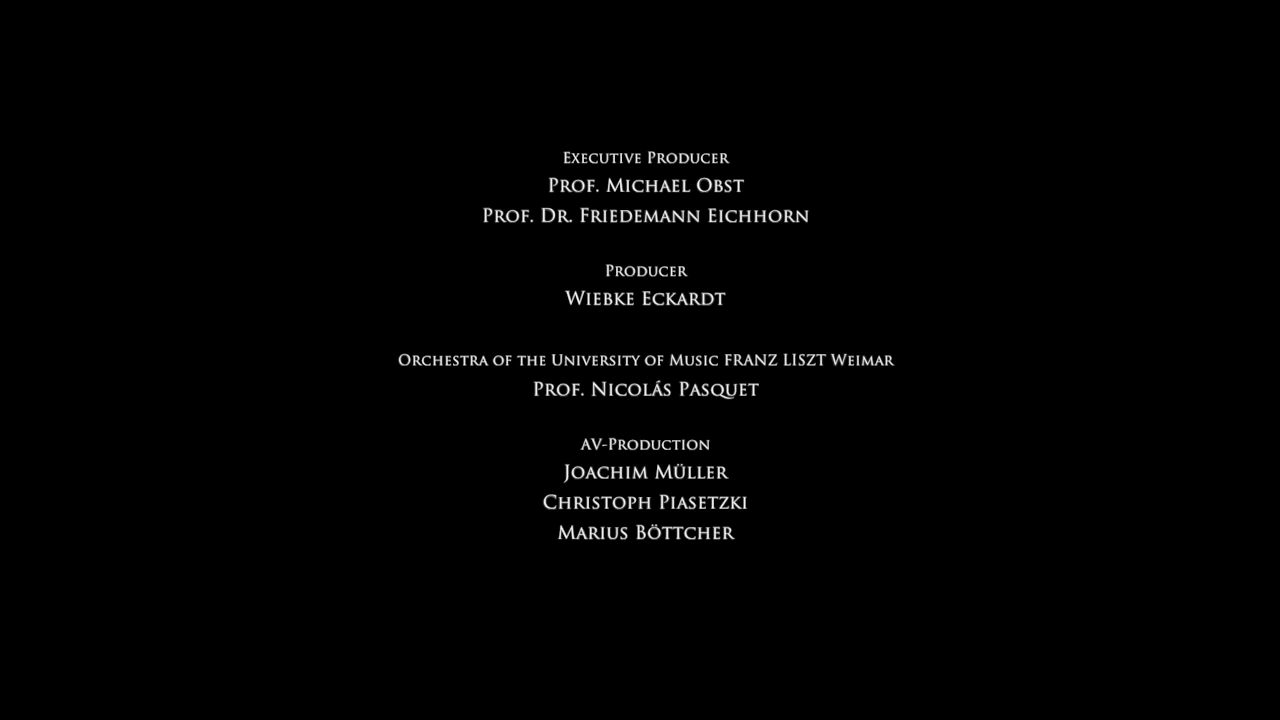 Executive Producer
Prof. Michael Obst
Prof. Dr. Friedemann Eichhorn
Producer
Wiebke Eckardt
Orchestra of the University of Music FRANZ LISZT Weimar
Prof. Nicolás Pasquet
AV-Production
Joachim Müller
Christoph Piasetzki
Marius Böttcher